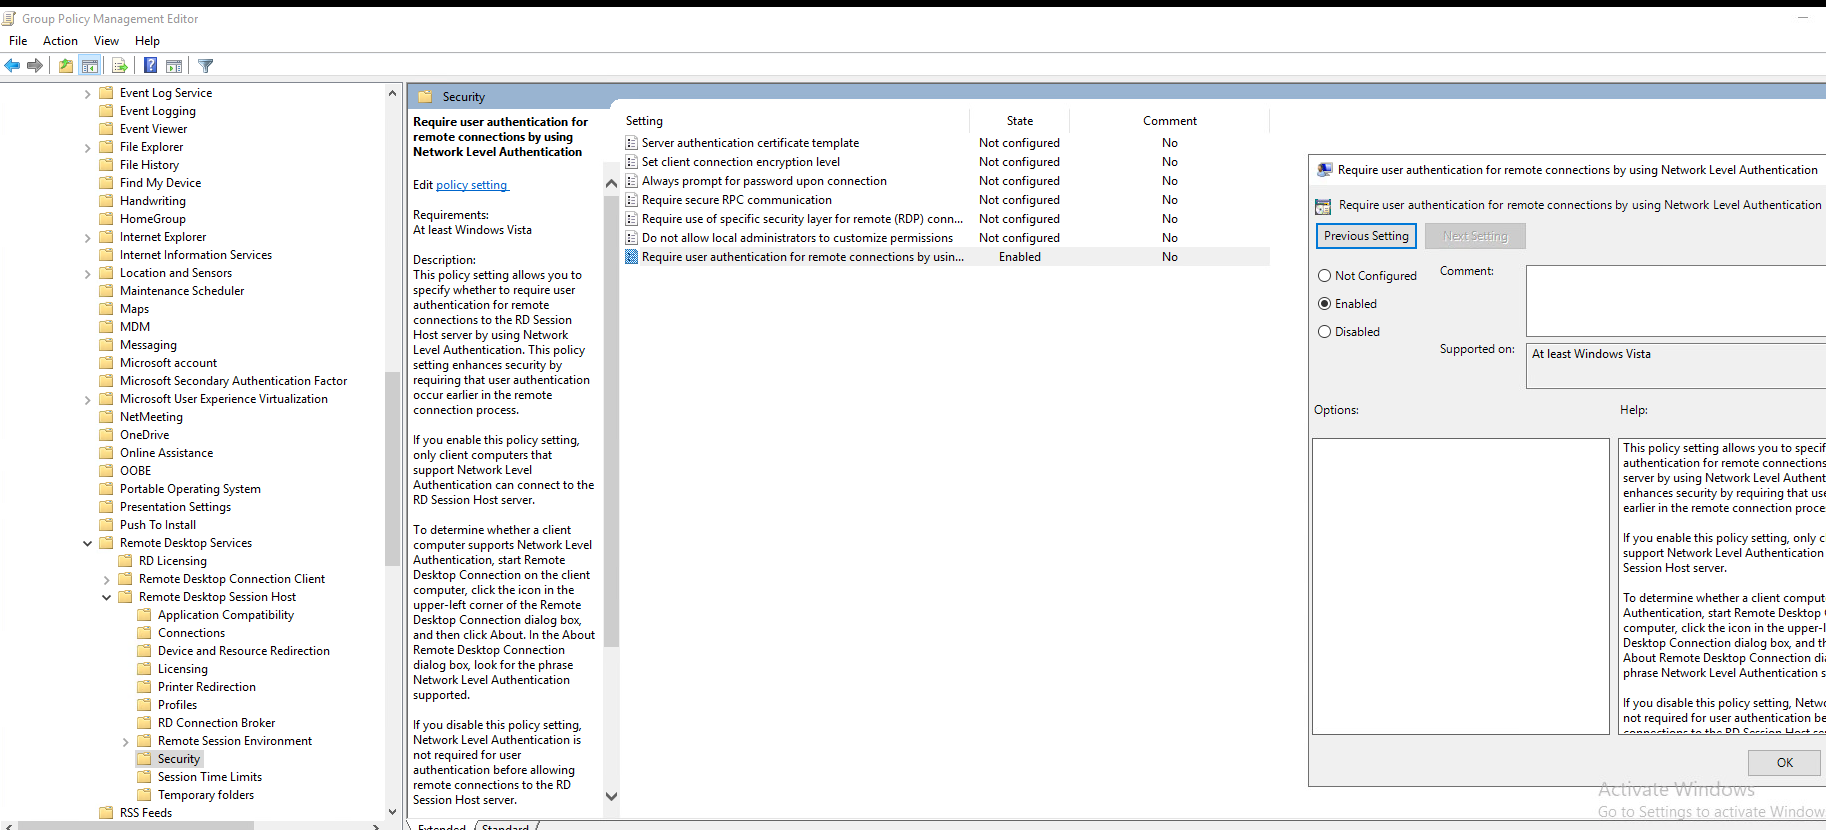 Group Policy Management Editor
File Action View Help
Event Log Service
Event Logging
Event Viewer
File Explorer
File History
Find My Device
Handwriting
HomeGroup
Internet Explorer
Internet Information Services
Location and Sensors
Maintenance Scheduler
Maps
MDM
Messaging
Microsoft account
Microsoft Secondary Authentication Factor
Microsoft User Experience Virtualization
NetMeeting
OneDrive
Online Assistance
OOBE
Portable Operating System
Presentation Settings
Push To Install
Remote Desktop Services
RD Licensing
Remote Desktop Connection Client
Remote Desktop Session Host
Application Compatibility
Connections
Device and Resource Redirection
Licensing
Printer Redirection
Profiles
RD Connection Broker
Remote Session Environment
Security
Session Time Limits
Temporary folders
RSS Feeds
Security
Require user authentication for
remote connections by using
Network Level Authentication
Edit policy setting
Requirements:
At least Windows Vista
Description:
This policy setting allows you to
specify whether to require user
authentication for remote
connections to the RD Session
Host server by using Network
Level Authentication. This policy
setting enhances security by
requiring that user authentication
occur earlier in the remote
connection process.
If you enable this policy setting,
only client computers that
support Network Level
Authentication can connect to the
RD Session Host server.
To determine whether a client
computer supports Network Level
Authentication, start Remote
Desktop Connection on the client
computer, click the icon in the
upper-left corner of the Remote
Desktop Connection dialog box,
and then click About. In the About
Remote Desktop Connection
dialog box, look for the phrase
Network Level Authentication
supported.
If you disable this policy setting,
Network Level Authentication is
not required for user
authentication before allowing
remote connections to the RD
Session Host server.
Extended Standard
Setting State Comment
Server authentication certificate template Not configured No
Set client connection encryption level Not configured No
Always prompt for password upon connection Not configured No
Require secure RPC communication Not configured No
Require use of specific security layer for remote (RDP) conn... Not configured No
Do not allow local administrators to customize permissions Not configured No
Require user authentication for remote connections by usin... Enabled No
Require user authentication for remote connections by using Network Level Authentication
Require user authentication for remote connections by using Network Level Authentication
Previous Setting Next Setting
Not Configured
Enabled
Disabled
Comment:
Supported on: At least Windows Vista
Options: Help:
This policy setting allows you to specif
authentication for remote connections
server by using Network Level Authent
enhances security by requiring that use
earlier in the remote connection proce
If you enable this policy setting, only c
support Network Level Authentication
Session Host server.
To determine whether a client comput
Authentication, start Remote Desktop
computer, click the icon in the upper-l
Desktop Connection dialog box, and th
About Remote Desktop Connection dia
phrase Network Level Authentication s
If you disable this policy setting, Netwo
not required for user authentication be
connections to the RD Session Host
OK
Activate Windows
Go to Settings to activate Window